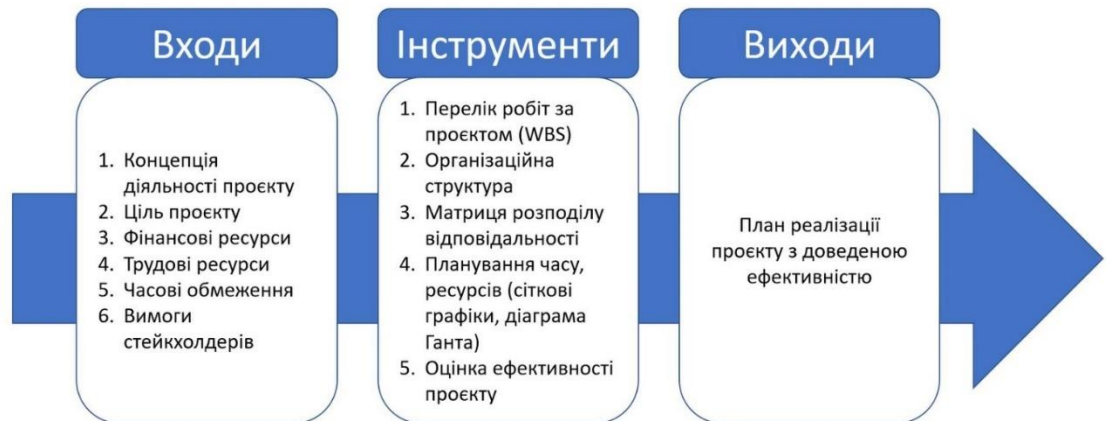 Входи
1. Концепція
діяльності проєкту
2. Ціль проєкту
3. Фінансові ресурси
4. Трудові ресурси
5. Часові обмеження
6. Вимоги
стейкхолдерів
Інструменти
1. Перелік робіт за
проєктом (WBS)
2. Організаційна
структура
3. Матриця розподілу
відповідальності
4. Планування часу,
ресурсів (сіткові
графіки, діаграма
Ганта)
5. Оцінка ефективності
проєкту
Виходи
План реалізації
проєкту з доведеною
ефективністю